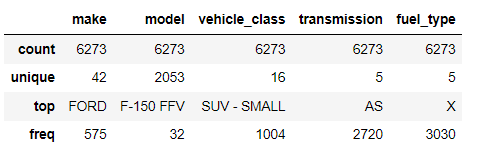 make model vehicle_class transmission fuel_type
count 6273 6273 6273 6273 6273
unique 42 2053 16 5 5
top FORD F-150 FFV SUV - SMALL AS X
freq 575 32 1004 2720 3030